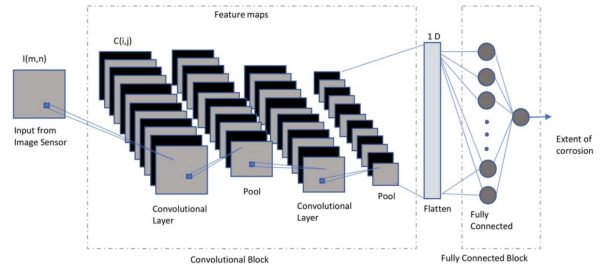 Feature maps
1 D
C(i,j)
I(m,n)
Input from
Image Sensor
Convolutional
Layer
Pool
Convolutional
Layer
Pool
Flatten
Fully
Connected
Extent of
corrosion
Convolutional Block
Fully Connected Block